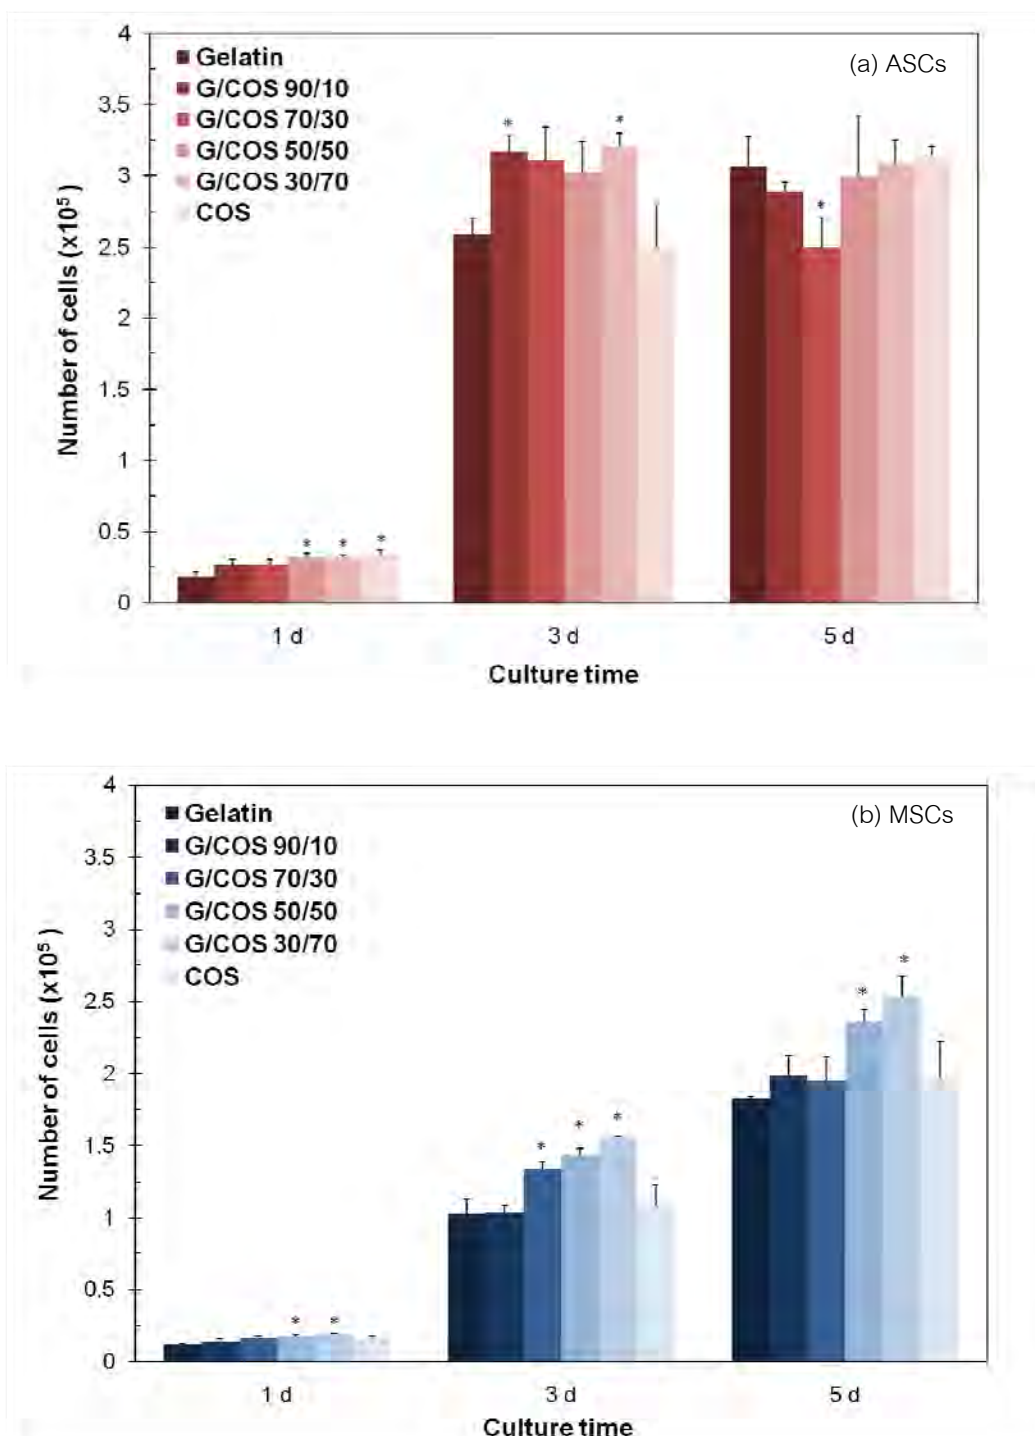 (a) ASCs
Gelatin
G/COS 90/10
G/COS 70/30
G/COS 50/50
G/COS 30/70
COS
Number of cells (x10⁵)
4
3.5
3
2.5
2
1.5
1
0.5
0
* * * * * *
1 d 3 d 5 d
Culture time
(b) MSCs
Gelatin
G/COS 90/10
G/COS 70/30
G/COS 50/50
G/COS 30/70
COS
Number of cells (x10⁵ )
4
3.5
3
2.5
2
1.5
1
0.5
0
* * * * * * *
1 d 3 d 5 d
Culture time